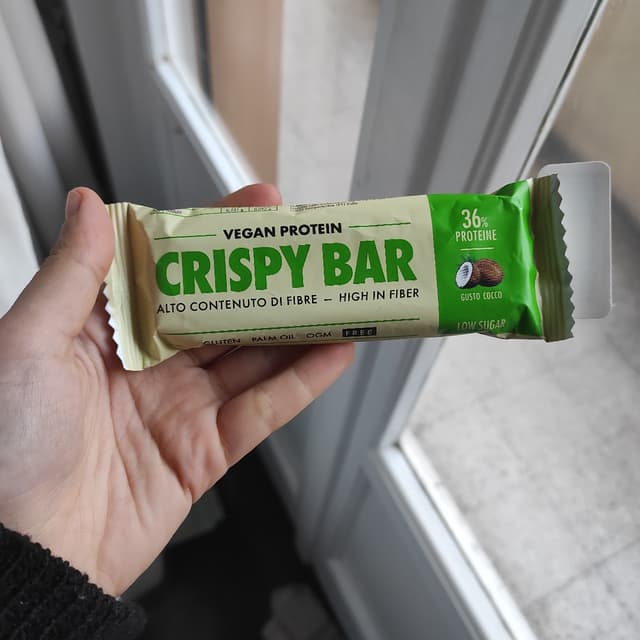 VEGAN PROTEIN
CRISPY BAR
ALTO CONTENUTO DI FIBRE – HIGH IN FIBER
GLUTEN PALM OIL OGM FREE
36%
PROTEINE
GUSTO COCCO
LOW SUGAR